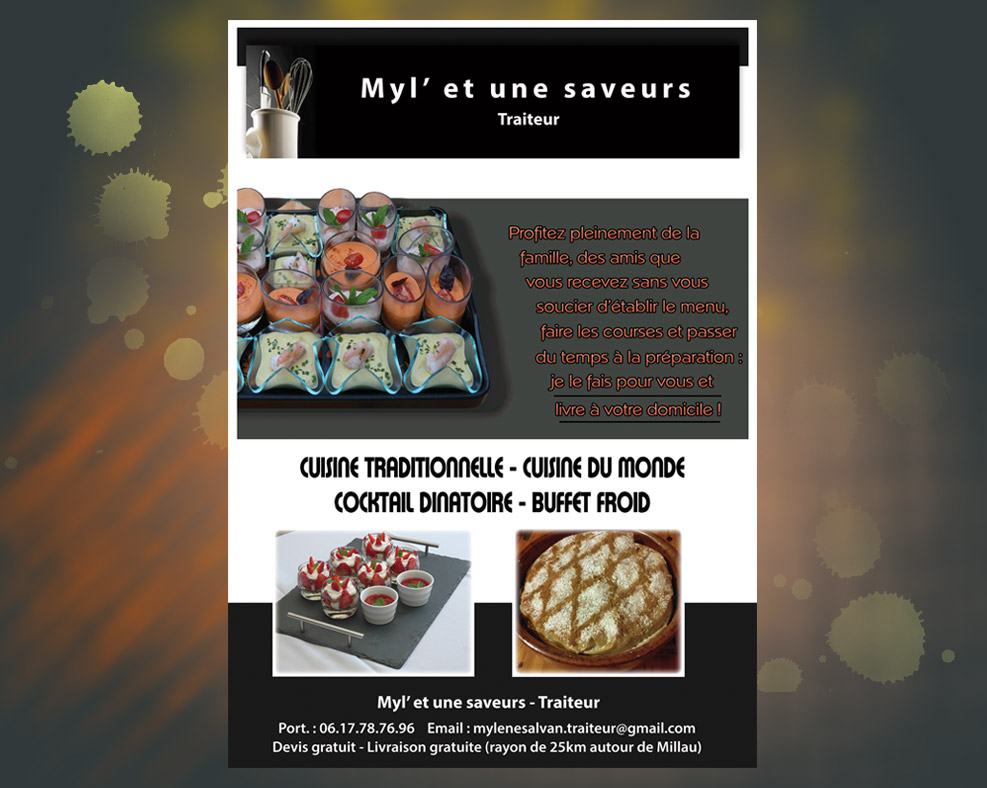 Myl’ et une saveurs
Traiteur
Profitez pleinement de la
famille, des amis que
vous recevez sans vous
soucier d'établir le menu,
faire les courses et passer
du temps à la préparation :
je le fais pour vous et
livre à votre domicile !
CUISINE TRADITIONNELLE - CUISINE DU MONDE
COCKTAIL DINATOIRE - BUFFET FROID
Myl’ et une saveurs - Traiteur
Port. : 06.17.78.76.96 Email : mylenesalvan.traiteur@gmail.com
Devis gratuit - Livraison gratuite (rayon de 25km autour de Millau)